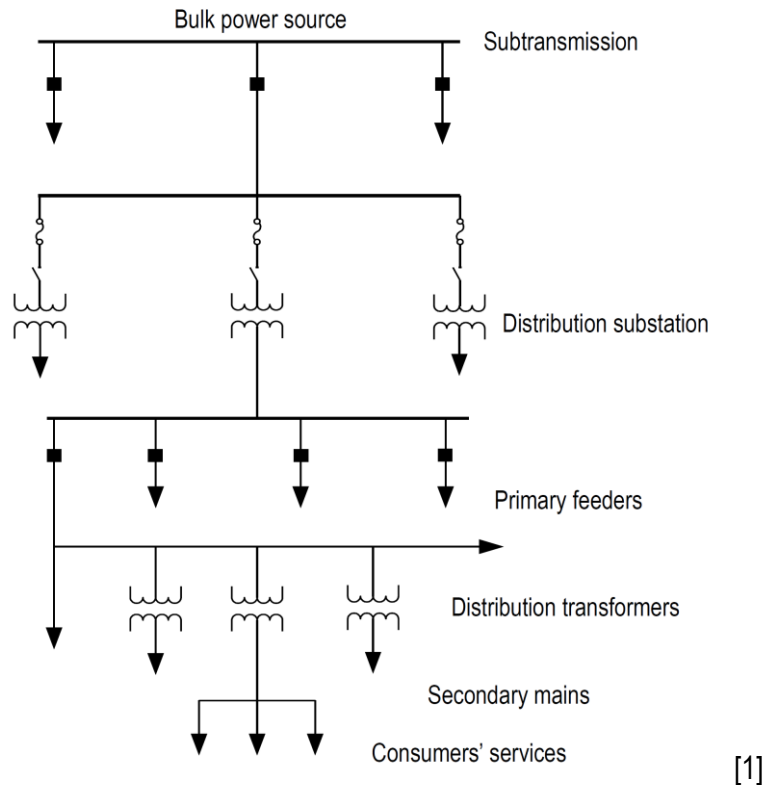 Bulk power source
Subtransmission
Distribution substation
Primary feeders
Distribution transformers
Secondary mains
Consumers’ services
[1]